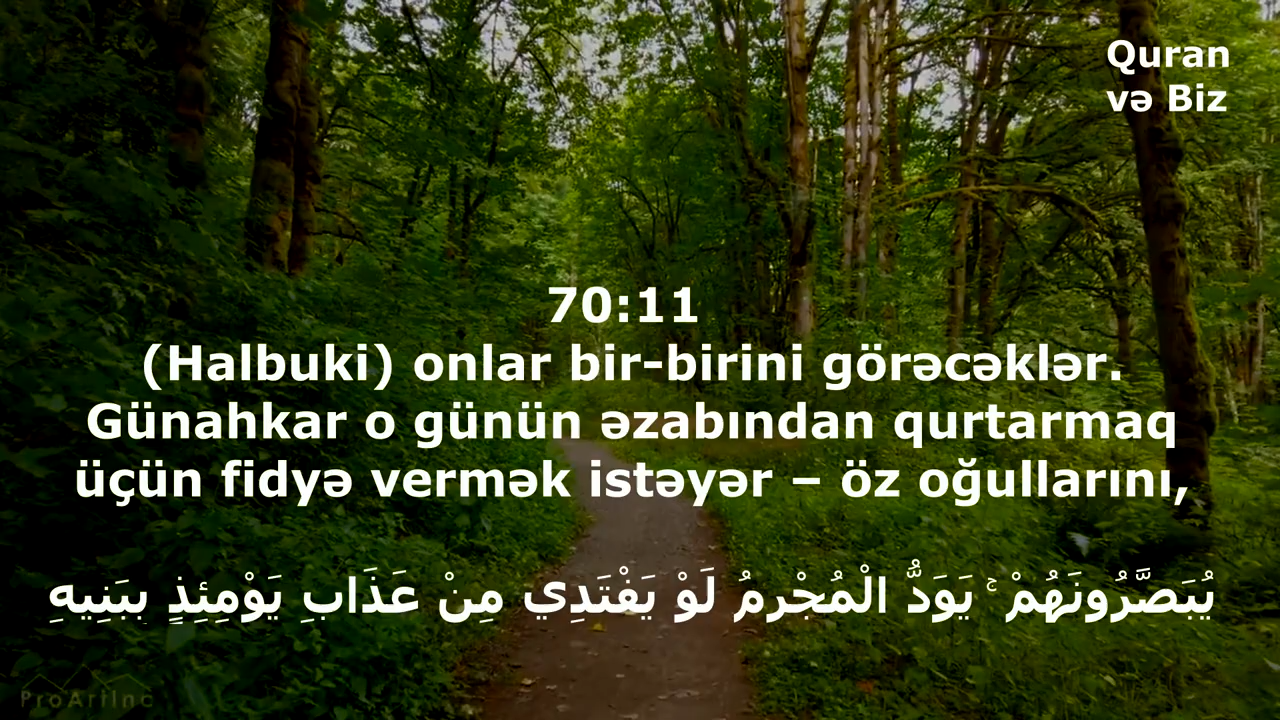 Quran
və Biz
70:11
(Halbuki) onlar bir-birini görəcəklər.
Günahkar o günün əzabından qurtarmaq
üçün fidyə vermək istəyər – öz oğullarını,
يُبَصَّرُونَهُمْ ۚ يَوَدُّ الْمُجْرِمُ لَوْ يَفْتَدِي مِنْ عَذَابِ يَوْمِئِذٍ بِبَنِيهِ
ProArtInc